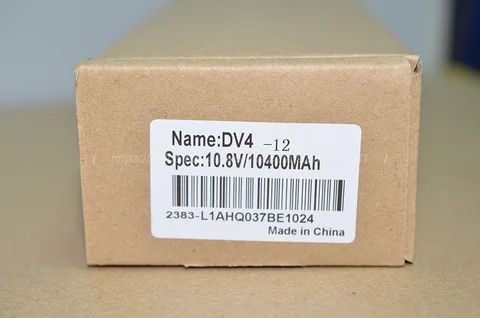 Name:DV4 -12
Spec:10.8V/10400MAh
2383-L1AHQ037BE1024
Made in China